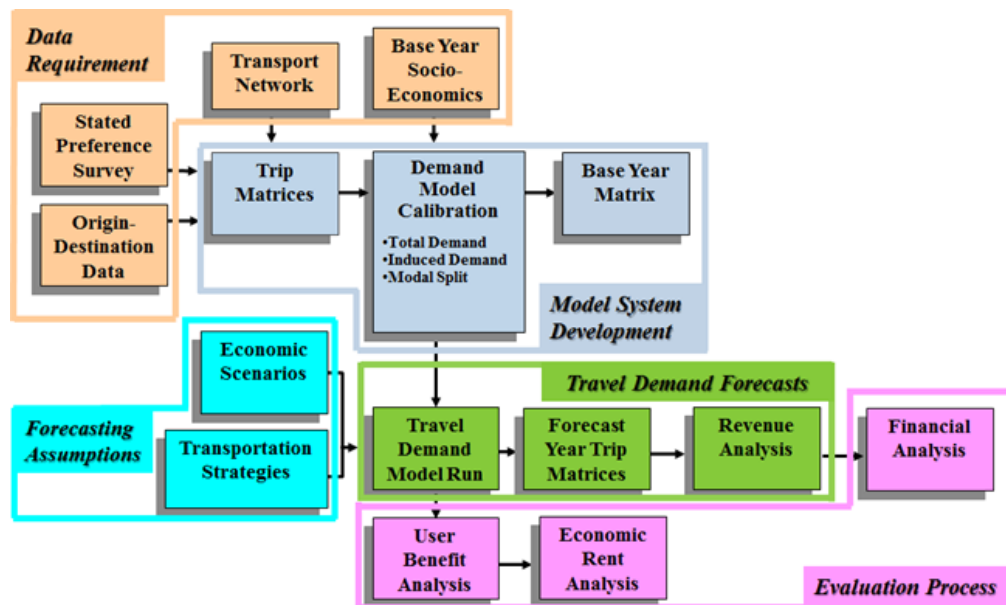 Data
Requirement
Transport
Network
Base Year
Socio-
Economics
Stated
Preference
Survey
Origin-
Destination
Data
Trip
Matrices
Demand
Model
Calibration
•Total Demand
•Induced Demand
•Modal Split
Base Year
Matrix
Model System
Development
Economic
Scenarios
Transportation
Strategies
Forecasting
Assumptions
Travel Demand Forecasts
Travel
Demand
Model Run
Forecast
Year Trip
Matrices
Revenue
Analysis
Financial
Analysis
User
Benefit
Analysis
Economic
Rent
Analysis
Evaluation Process